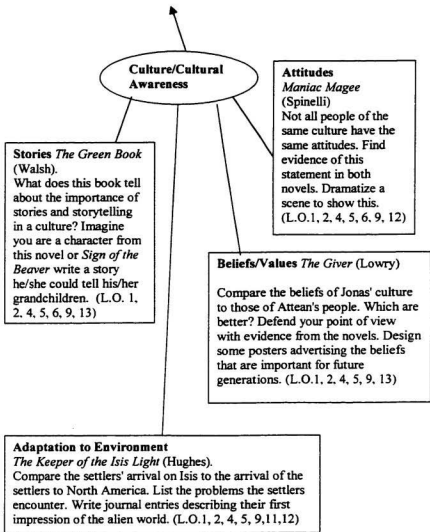 Culture/Cultural
Awareness
Attitudes
Maniac Magee
(Spinelli)
Not all people of the
same culture have the
same attitudes. Find
evidence of this
statement in both
novels. Dramatize a
scene to show this.
(L.O.1, 2, 4, 5, 6. 9, 12)
Stories The Green Book
(Walsh).
What does this book tell
about the importance of
stories and storytelling
in a culture? Imagine
you are a character from
this novel or Sign of the
Beaver write a story
he/she could tell his/her
grandchildren. (L.O. 1,
2, 4, 5, 6, 9, 13)
Beliefs/Values The Giver (Lowry)
Compare the beliefs of Jonas' culture
to those of Attean's people. Which are
better? Defend your point of view
with evidence from the novels. Design
some posters advertising the beliefs
that are important for future
generations. (L.O.1, 2, 4, 5, 9, 13)
Adaptation to Environment
The Keeper of the Isis Light (Hughes).
Compare the settlers' arrival on Isis to the arrival of the
settlers to North America. List the problems the settlers
encounter. Write journal entries describing their first
impression of the alien world. (L.O.1, 2, 4, 5, 9,11,12)